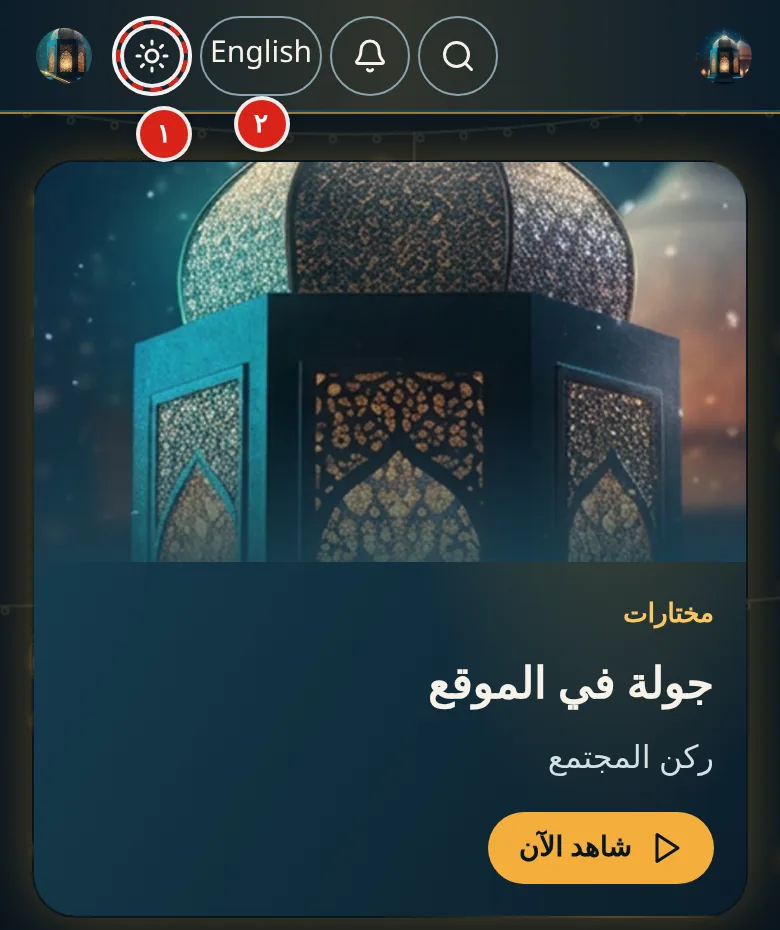 English
١
٢
مختارات
جولة في الموقع
ركن المجتمع
شاهد الآن